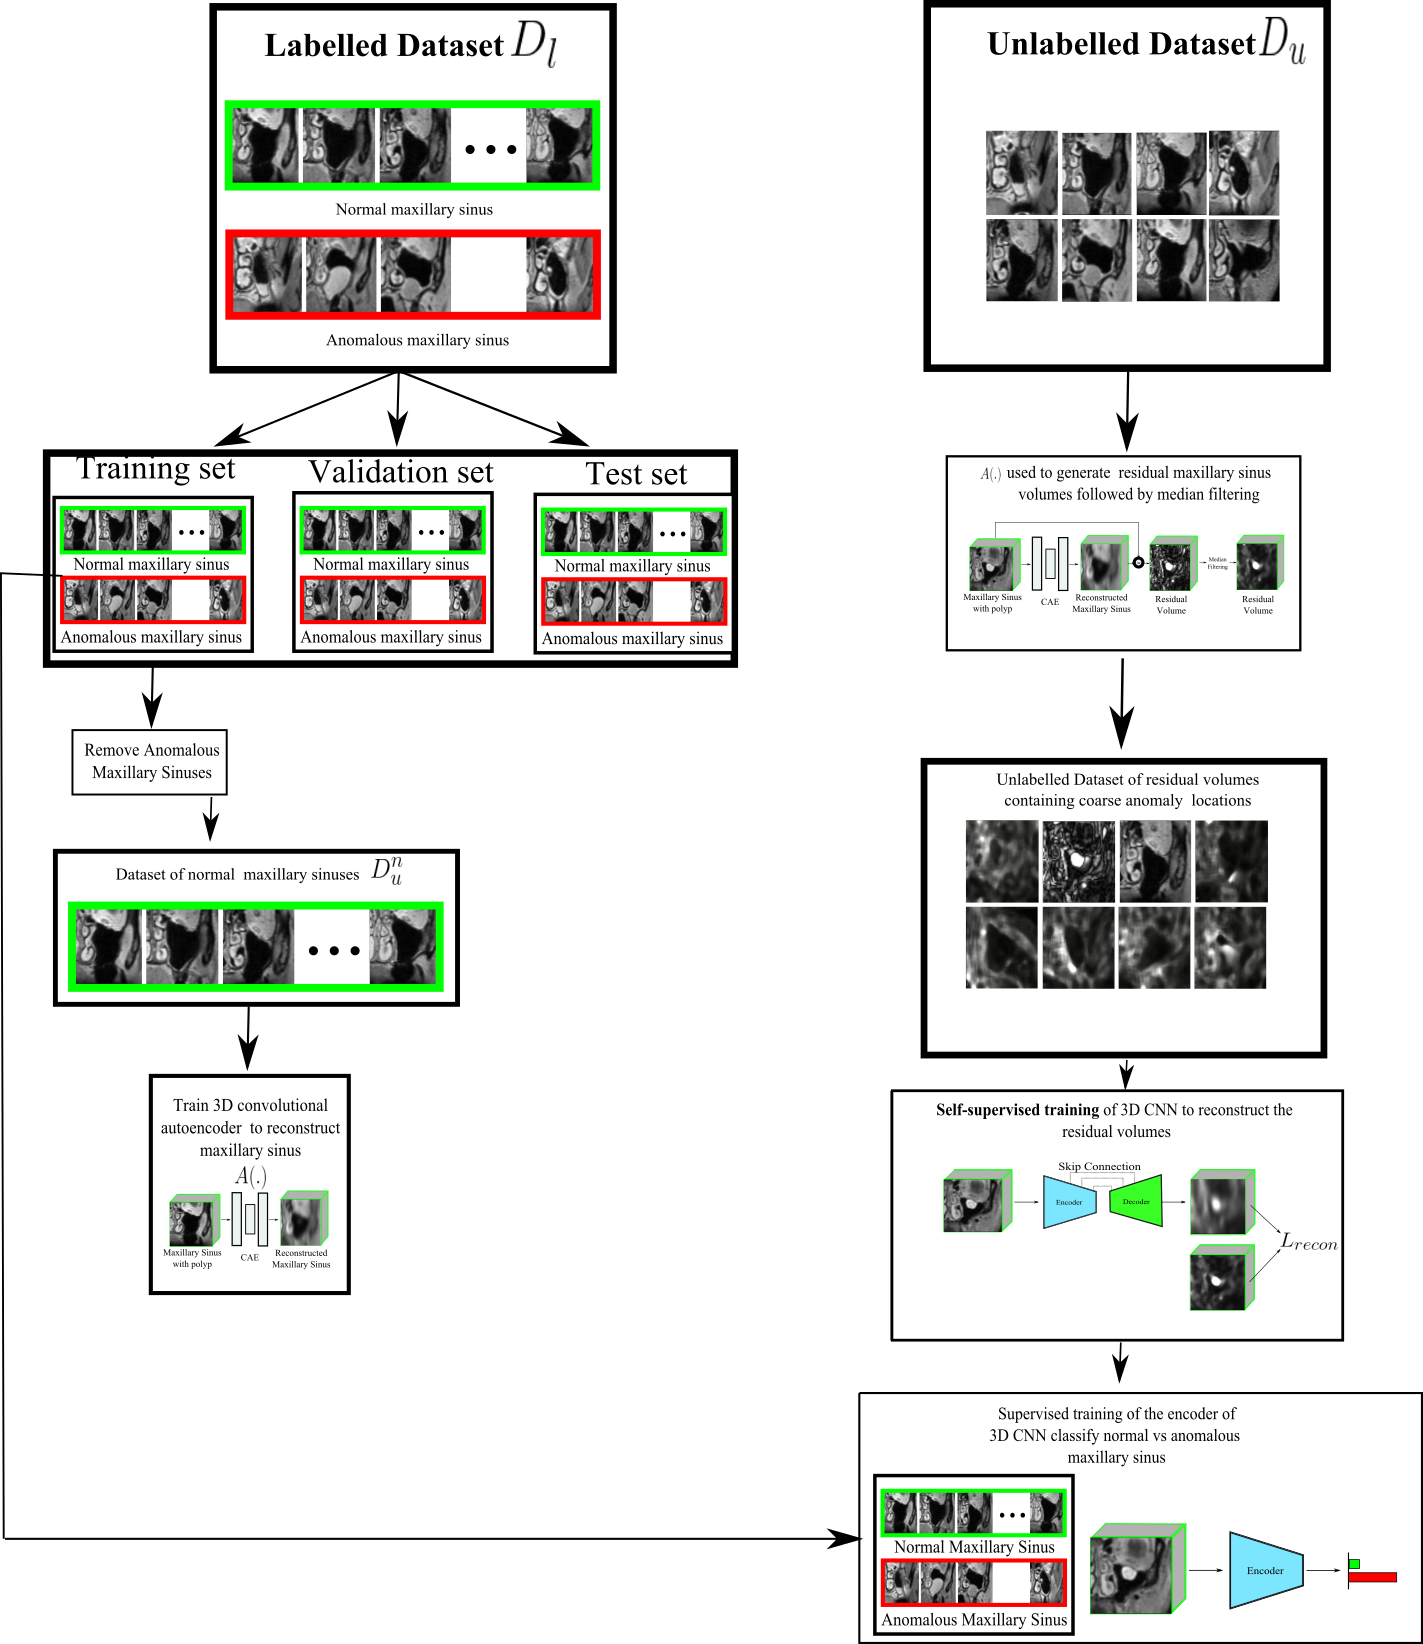 Labelled Dataset D_l
Normal maxillary sinus
Anomalous maxillary sinus
Unlabelled Dataset D_u
Training set
Normal maxillary sinus
Anomalous maxillary sinus
Validation set
Normal maxillary sinus
Anomalous maxillary sinus
Test set
Normal maxillary sinus
Anomalous maxillary sinus
Remove Anomalous
Maxillary Sinuses
Dataset of normal maxillary sinuses D_u^n
Train 3D convolutional
autoencoder to reconstruct
maxillary sinus
A(.)
Maxillary Sinus
with polyp
CAE
Reconstructed
Maxillary Sinus
A(.) used to generate residual maxillary sinus
volumes followed by median filtering
Maxillary Sinus
with polyp
CAE
Reconstructed
Maxillary Sinus
Residual
Volume
Median
Filtering
Residual
Volume
Unlabelled Dataset of residual volumes
containing coarse anomaly locations
Self-supervised training of 3D CNN to reconstruct the
residual volumes
Skip Connection
Encoder
Decoder
L_recon
Supervised training of the encoder of
3D CNN classify normal vs anomalous
maxillary sinus
Normal Maxillary Sinus
Anomalous Maxillary Sinus
Encoder